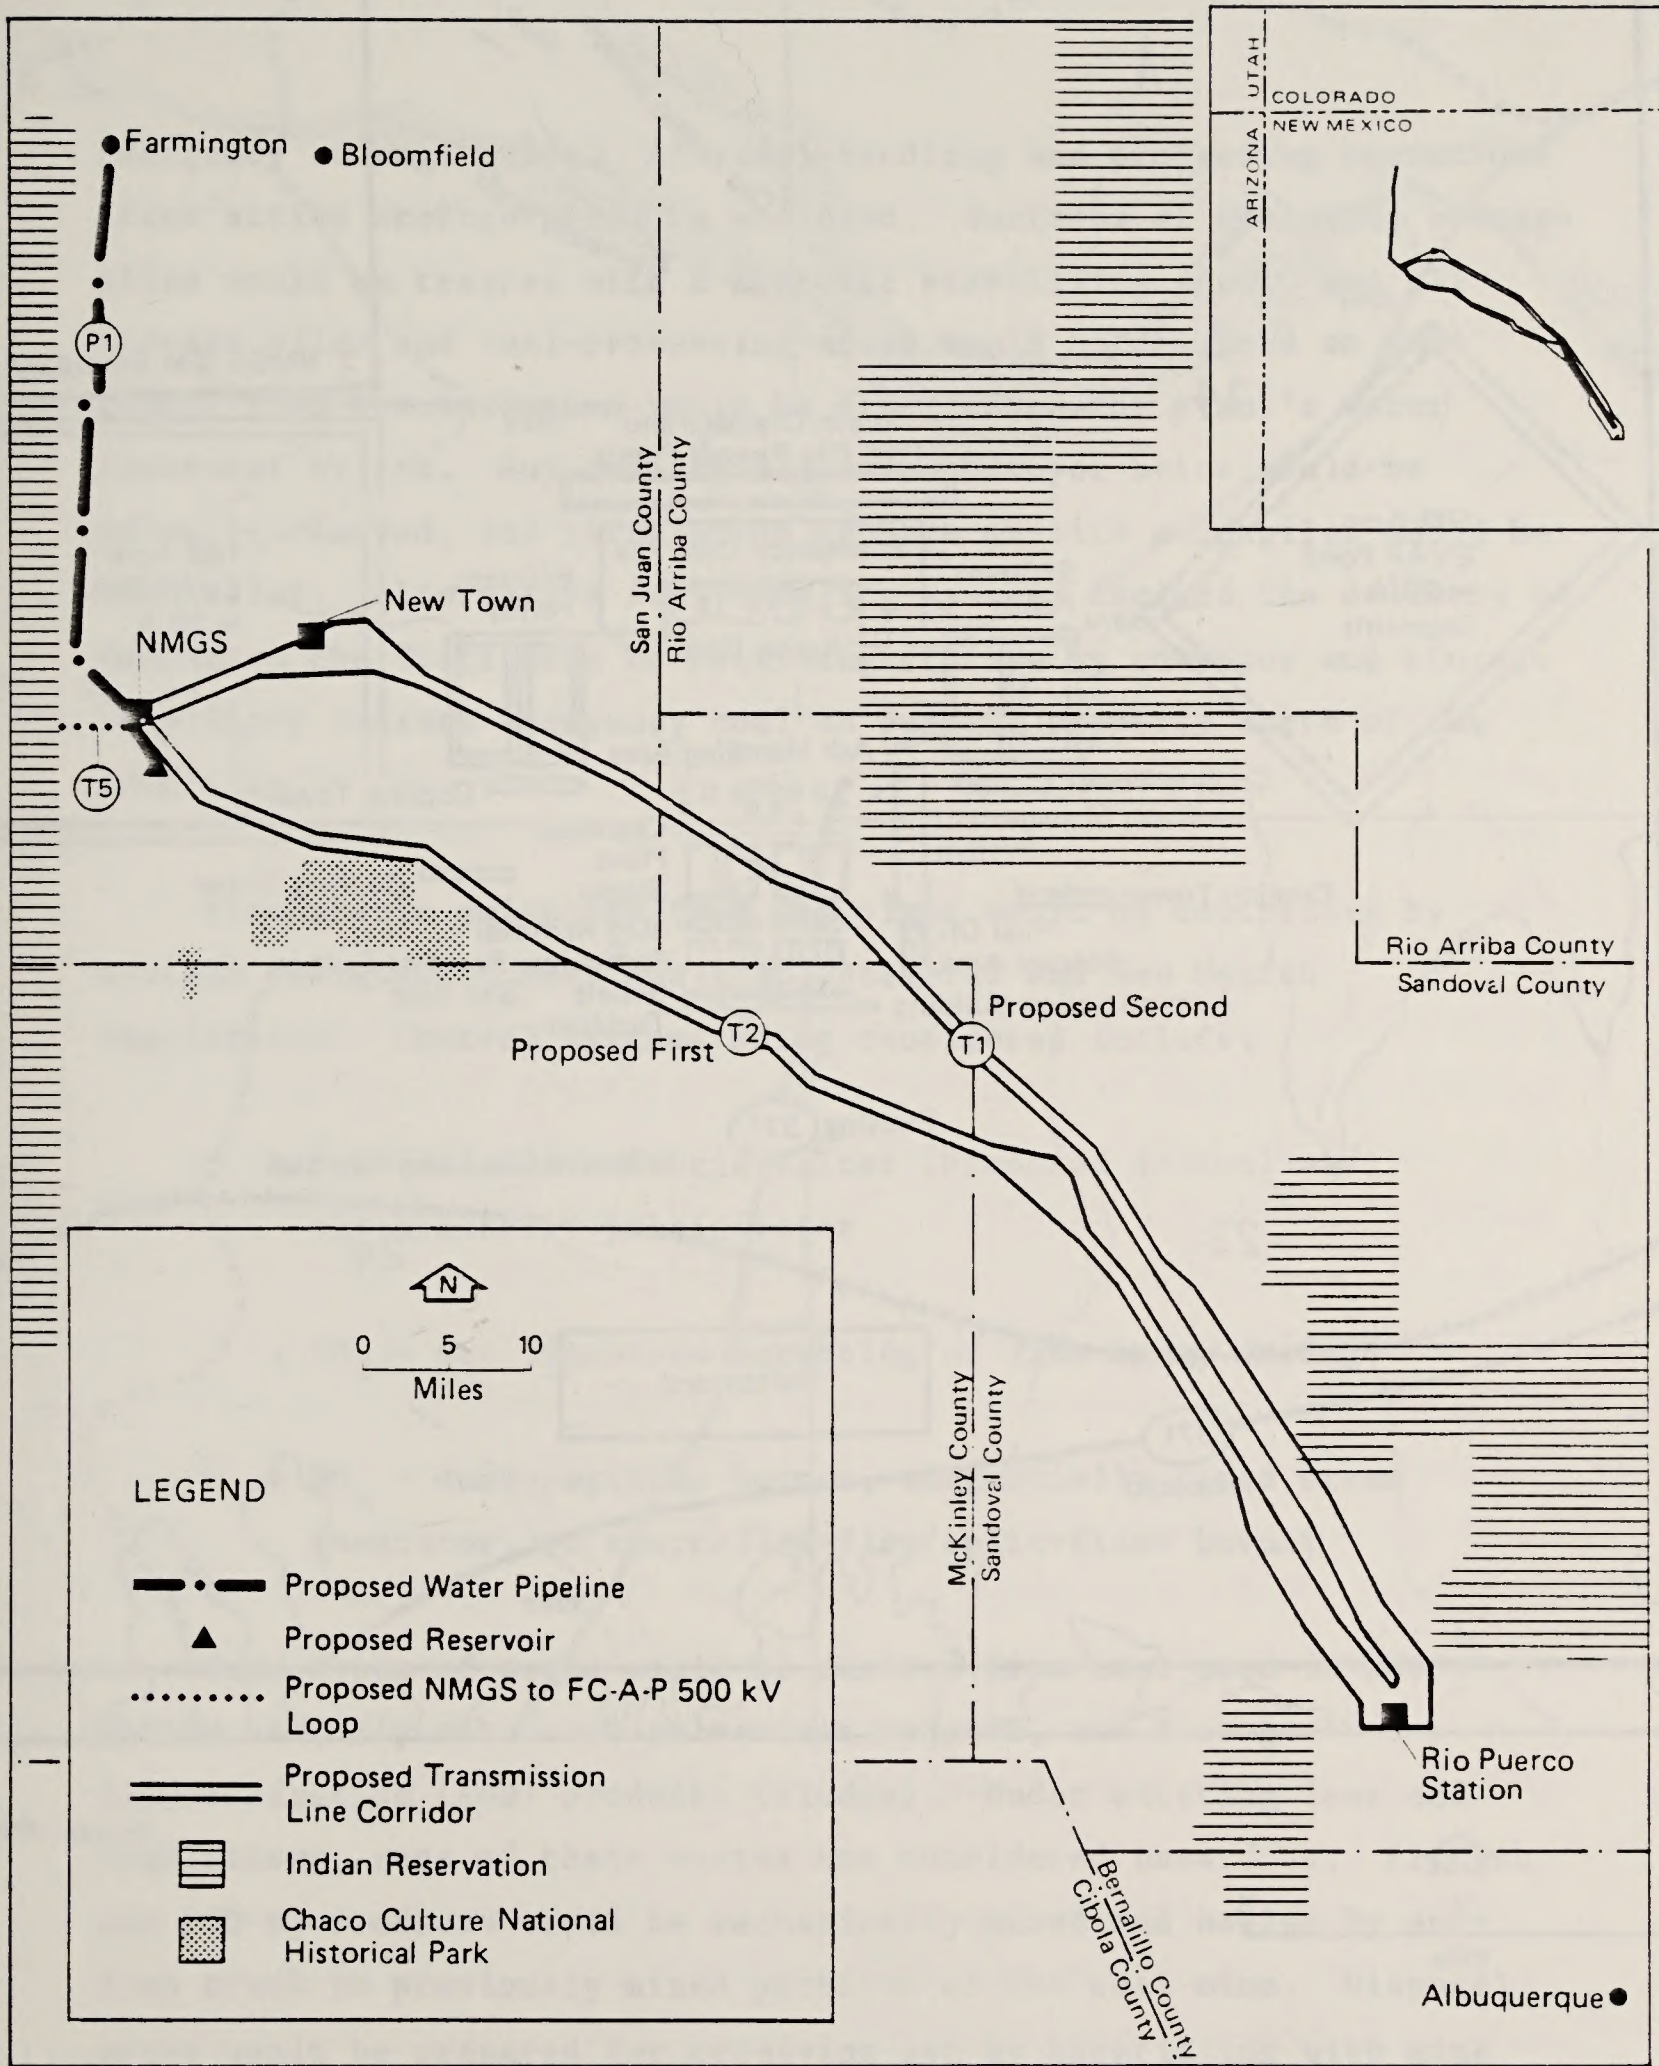 UTAH
COLORADO
ARIZONA
NEW MEXICO
Farmington
Bloomfield
P1
San Juan County
Rio Arriba County
New Town
NMGS
T5
Rio Arriba County
Sandoval County
Proposed Second
T1
T2
Proposed First
McKinley County
Sandoval County
N
0 5 10
Miles
LEGEND
Proposed Water Pipeline
Proposed Reservoir
Proposed NMGS to FC-A-P 500 kV
Loop
Proposed Transmission
Line Corridor
Indian Reservation
Chaco Culture National
Historical Park
Rio Puerco
Station
Bernalillo County
Cibola County
Albuquerque